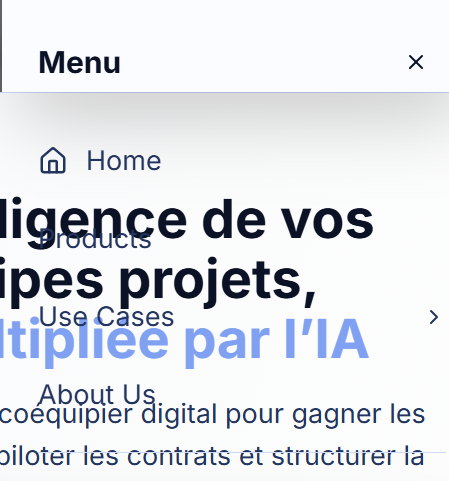 Menu
Home
ligence de vos
Products
ipes projets,
Use Cases
ltipliée par l’IA
About Us
coéquipier digital pour gagner les
piloter les contrats et structurer la